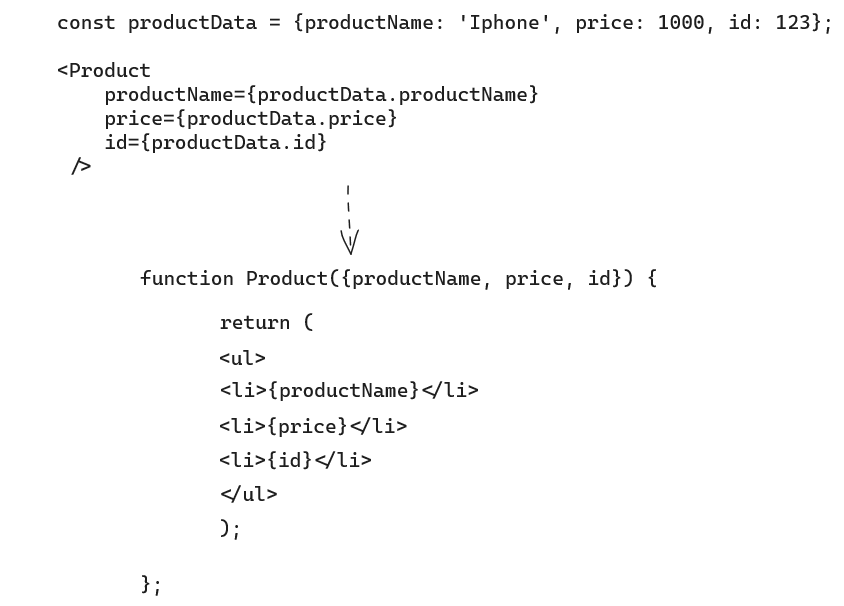 const productData = {productName: 'Iphone', price: 1000, id: 123};
<Product
productName={productData.productName}
price={productData.price}
id={productData.id}
/>
function Product({productName, price, id}) {
return (
<ul>
<li>{productName}</li>
<li>{price}</li>
<li>{id}</li>
</ul>
);
};